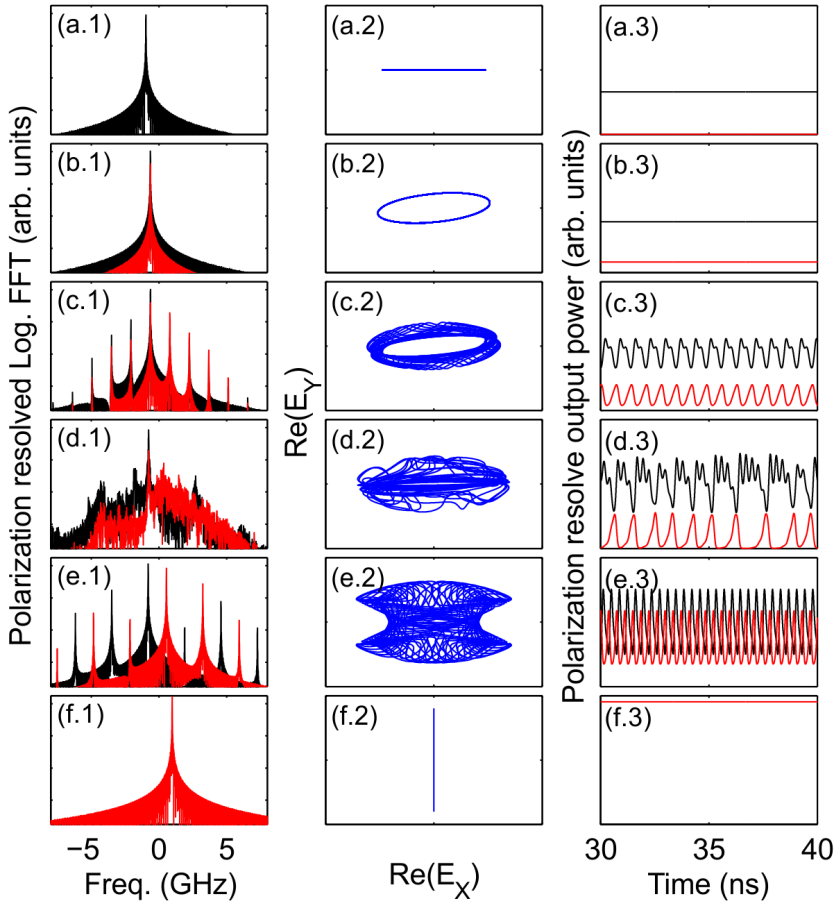 Polarization resolved Log. FFT (arb. units)
(a.1)
(b.1)
(c.1)
(d.1)
(e.1)
(f.1)
−5 0 5
Freq. (GHz)
Re(E_Y)
(a.2)
(b.2)
(c.2)
(d.2)
(e.2)
(f.2)
Re(E_X)
Polarization resolve output power (arb. units)
(a.3)
(b.3)
(c.3)
(d.3)
(e.3)
(f.3)
30 35 40
Time (ns)